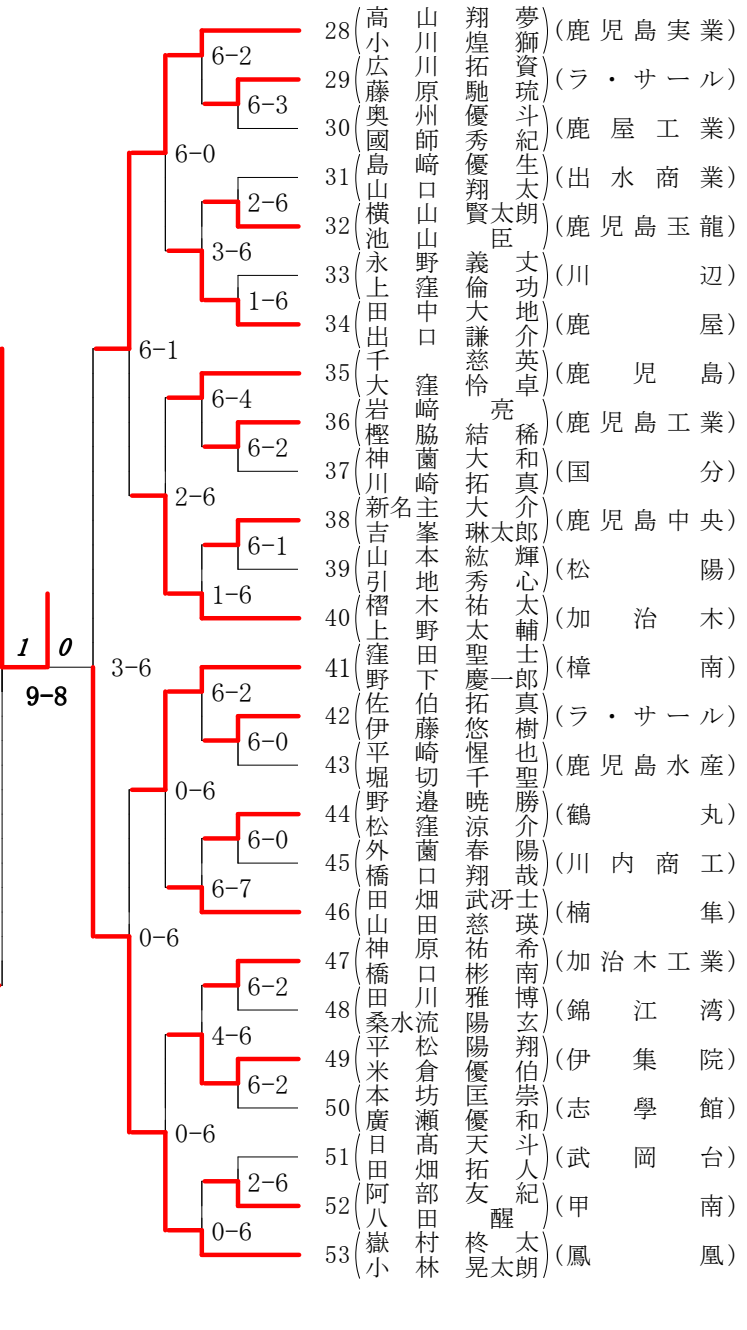 28 (高山翔夢 小川煌獅) (鹿児島実業)
6-2
29 (広川拓資 藤原馳琉) (ラ・サール)
6-3
30 (奥州優斗 國師秀紀) (鹿屋工業)
6-0
31 (島﨑優生 山口翔太) (出水商業)
2-6
32 (横山賢太朗 池山臣) (鹿児島玉龍)
3-6
33 (永野義丈 上窪倫功) (川辺)
1-6
34 (田中大地 出口謙介) (鹿屋)
6-1
35 (千慈英 大窪怜卓) (鹿児島)
6-4
36 (岩﨑亮 樫脇結稀) (鹿児島工業)
6-2
37 (神薗大和 川崎拓真) (国分)
2-6
38 (新名主大介 吉峯琳太郎) (鹿児島中央)
6-1
39 (山本紘輝 引地秀心) (松陽)
1-6
40 (槢木祐太 上野太輔) (加治木)
1 0
9-8
3-6
41 (窪田聖士 野下慶一郎) (樟南)
6-2
42 (佐伯拓真 伊藤悠樹) (ラ・サール)
6-0
43 (平崎惺也 堀切千聖) (鹿児島水産)
0-6
44 (野邉暁勝 松窪涼介) (鶴丸)
6-0
45 (外薗春陽 橋口翔哉) (川内商工)
6-7
46 (田畑武冴士 山田慈瑛) (楠隼)
0-6
47 (神原祐希 橋口彬南) (加治木工業)
6-2
48 (田川雅博 桑水流陽玄) (錦江湾)
4-6
49 (平松陽翔 米倉優伯) (伊集院)
6-2
50 (本坊匡崇 廣瀬優和) (志學館)
0-6
51 (日髙天斗 田畑拓人) (武岡台)
2-6
52 (阿部友紀 八田醒) (甲南)
0-6
53 (嶽村柊太 小林晃太朗) (鳳凰)